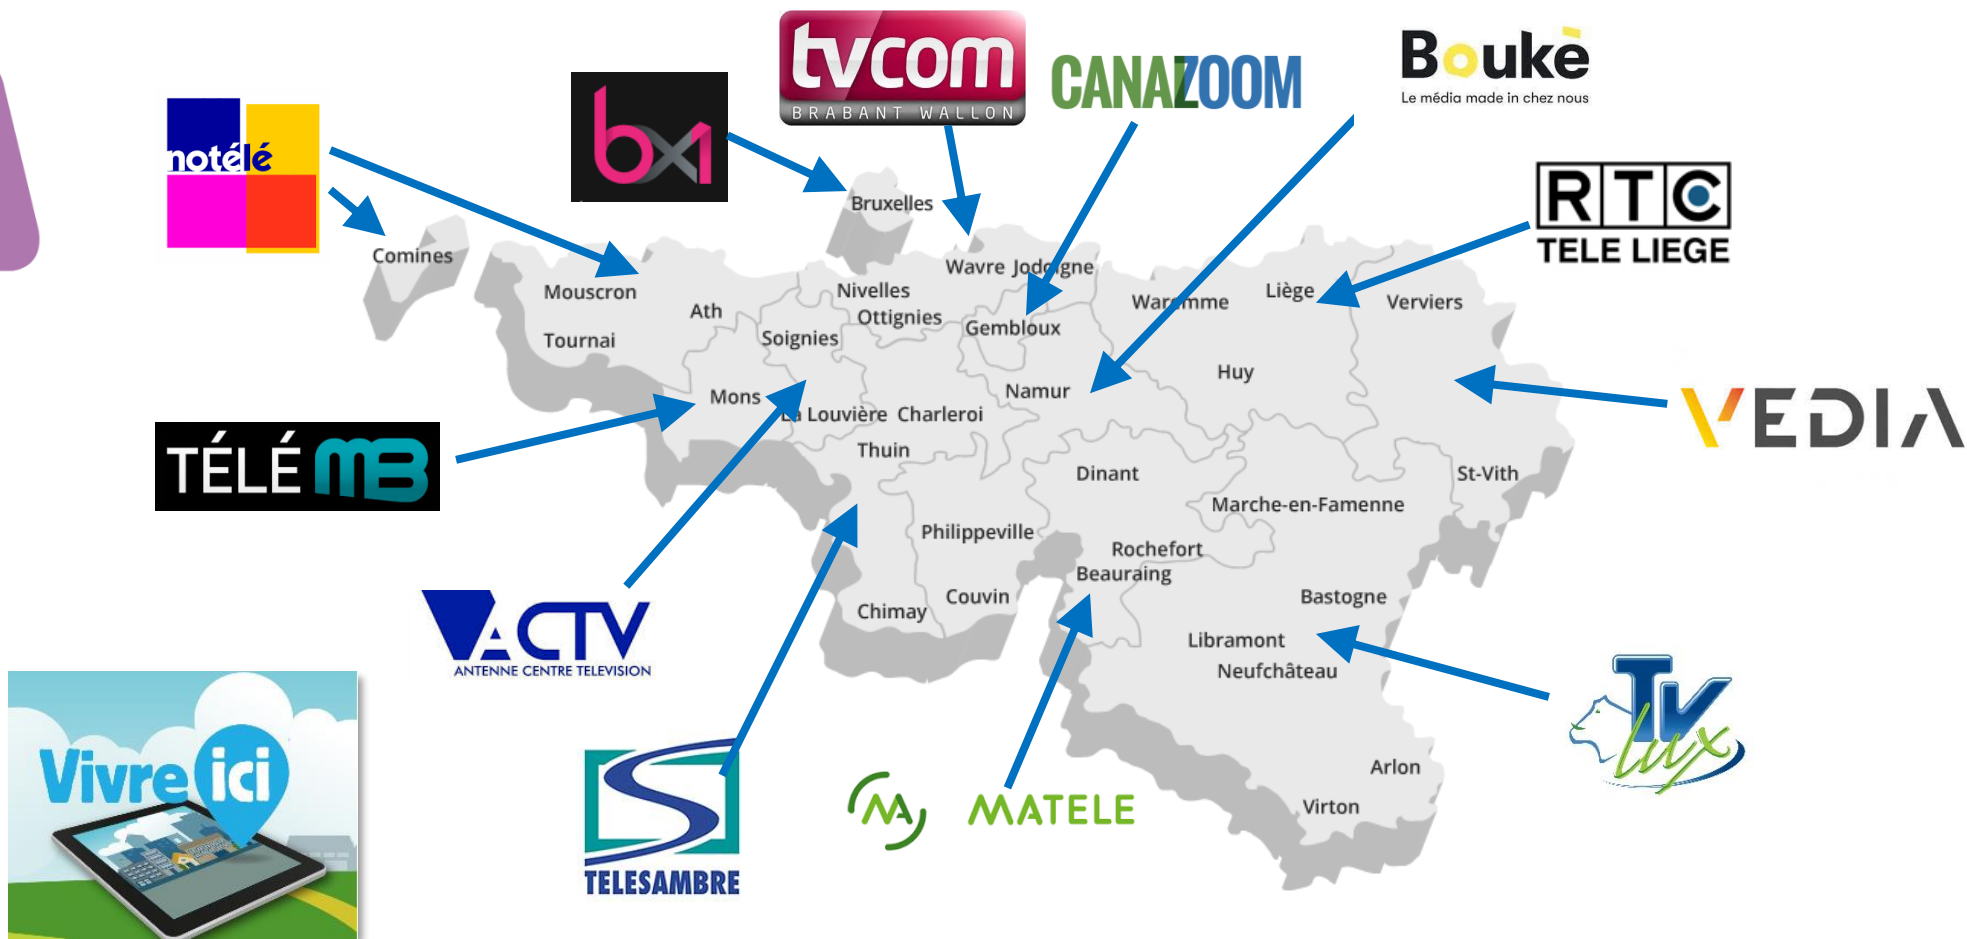 tvcom
BRABANT WALLON
CANALZOOM
Boukè
Le média made in chez nous
notélé
bx1
RTC
TELE LIEGE
Bruxelles
Comines
Wavre Jodoigne
Mouscron
Nivelles
Liège
Waremme
Verviers
Ath
Ottignies
Gembloux
Tournai
Soignies
Huy
Mons
Namur
VEDIA
La Louvière
Charleroi
Thuin
TÉLÉ MB
Dinant
St-Vith
Marche-en-Famenne
Philippeville
Rochefort
Beauraing
Couvin
Bastogne
Chimay
Libramont
Neufchâteau
ACTV
ANTENNE CENTRE TELEVISION
TV
lux
Vivre ici
Arlon
Virton
MA
MATELE
TELESAMBRE